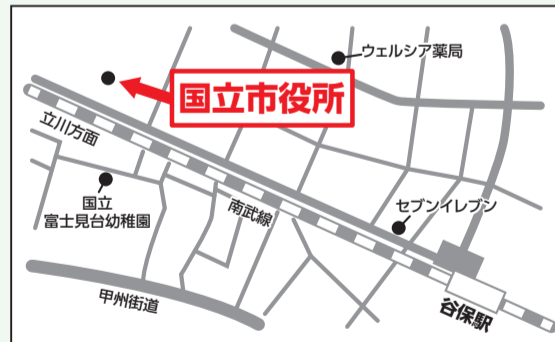 ウェルシア薬局
国立市役所
立川方面
国立
富士見台幼稚園
南武線
セブンイレブン
甲州街道
谷保駅